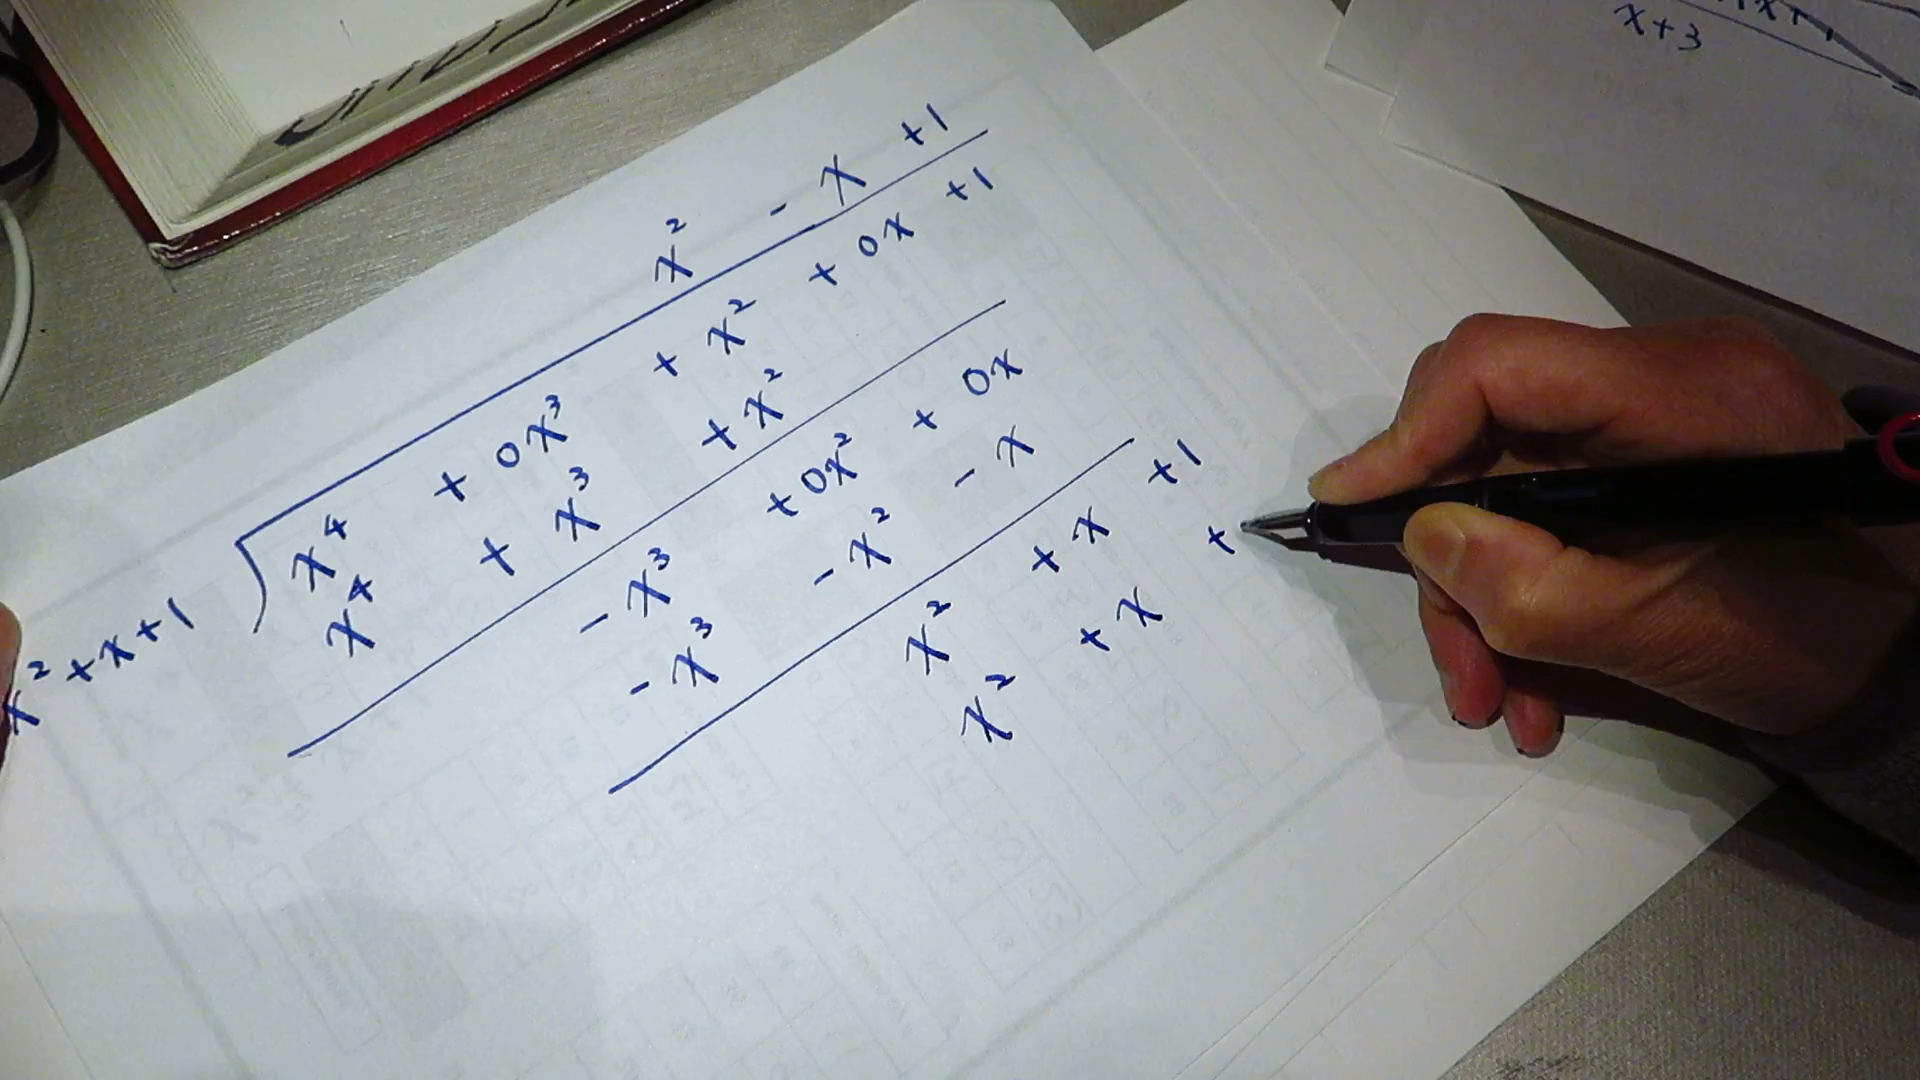 x² - x +1
x² + x + 1 x⁴ + 0x³ + x² + 0x +1
x⁴ + x³ + x²
- x³ + 0x² + 0x
- x³ - x² - x
x² + x +1
x² + x +
x+3